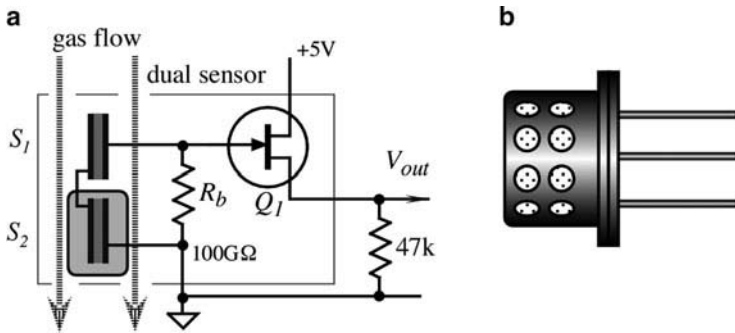 a
b
gas flow
dual sensor
+5V
S1
S2
Rb
Q1
100GΩ
Vout
47k